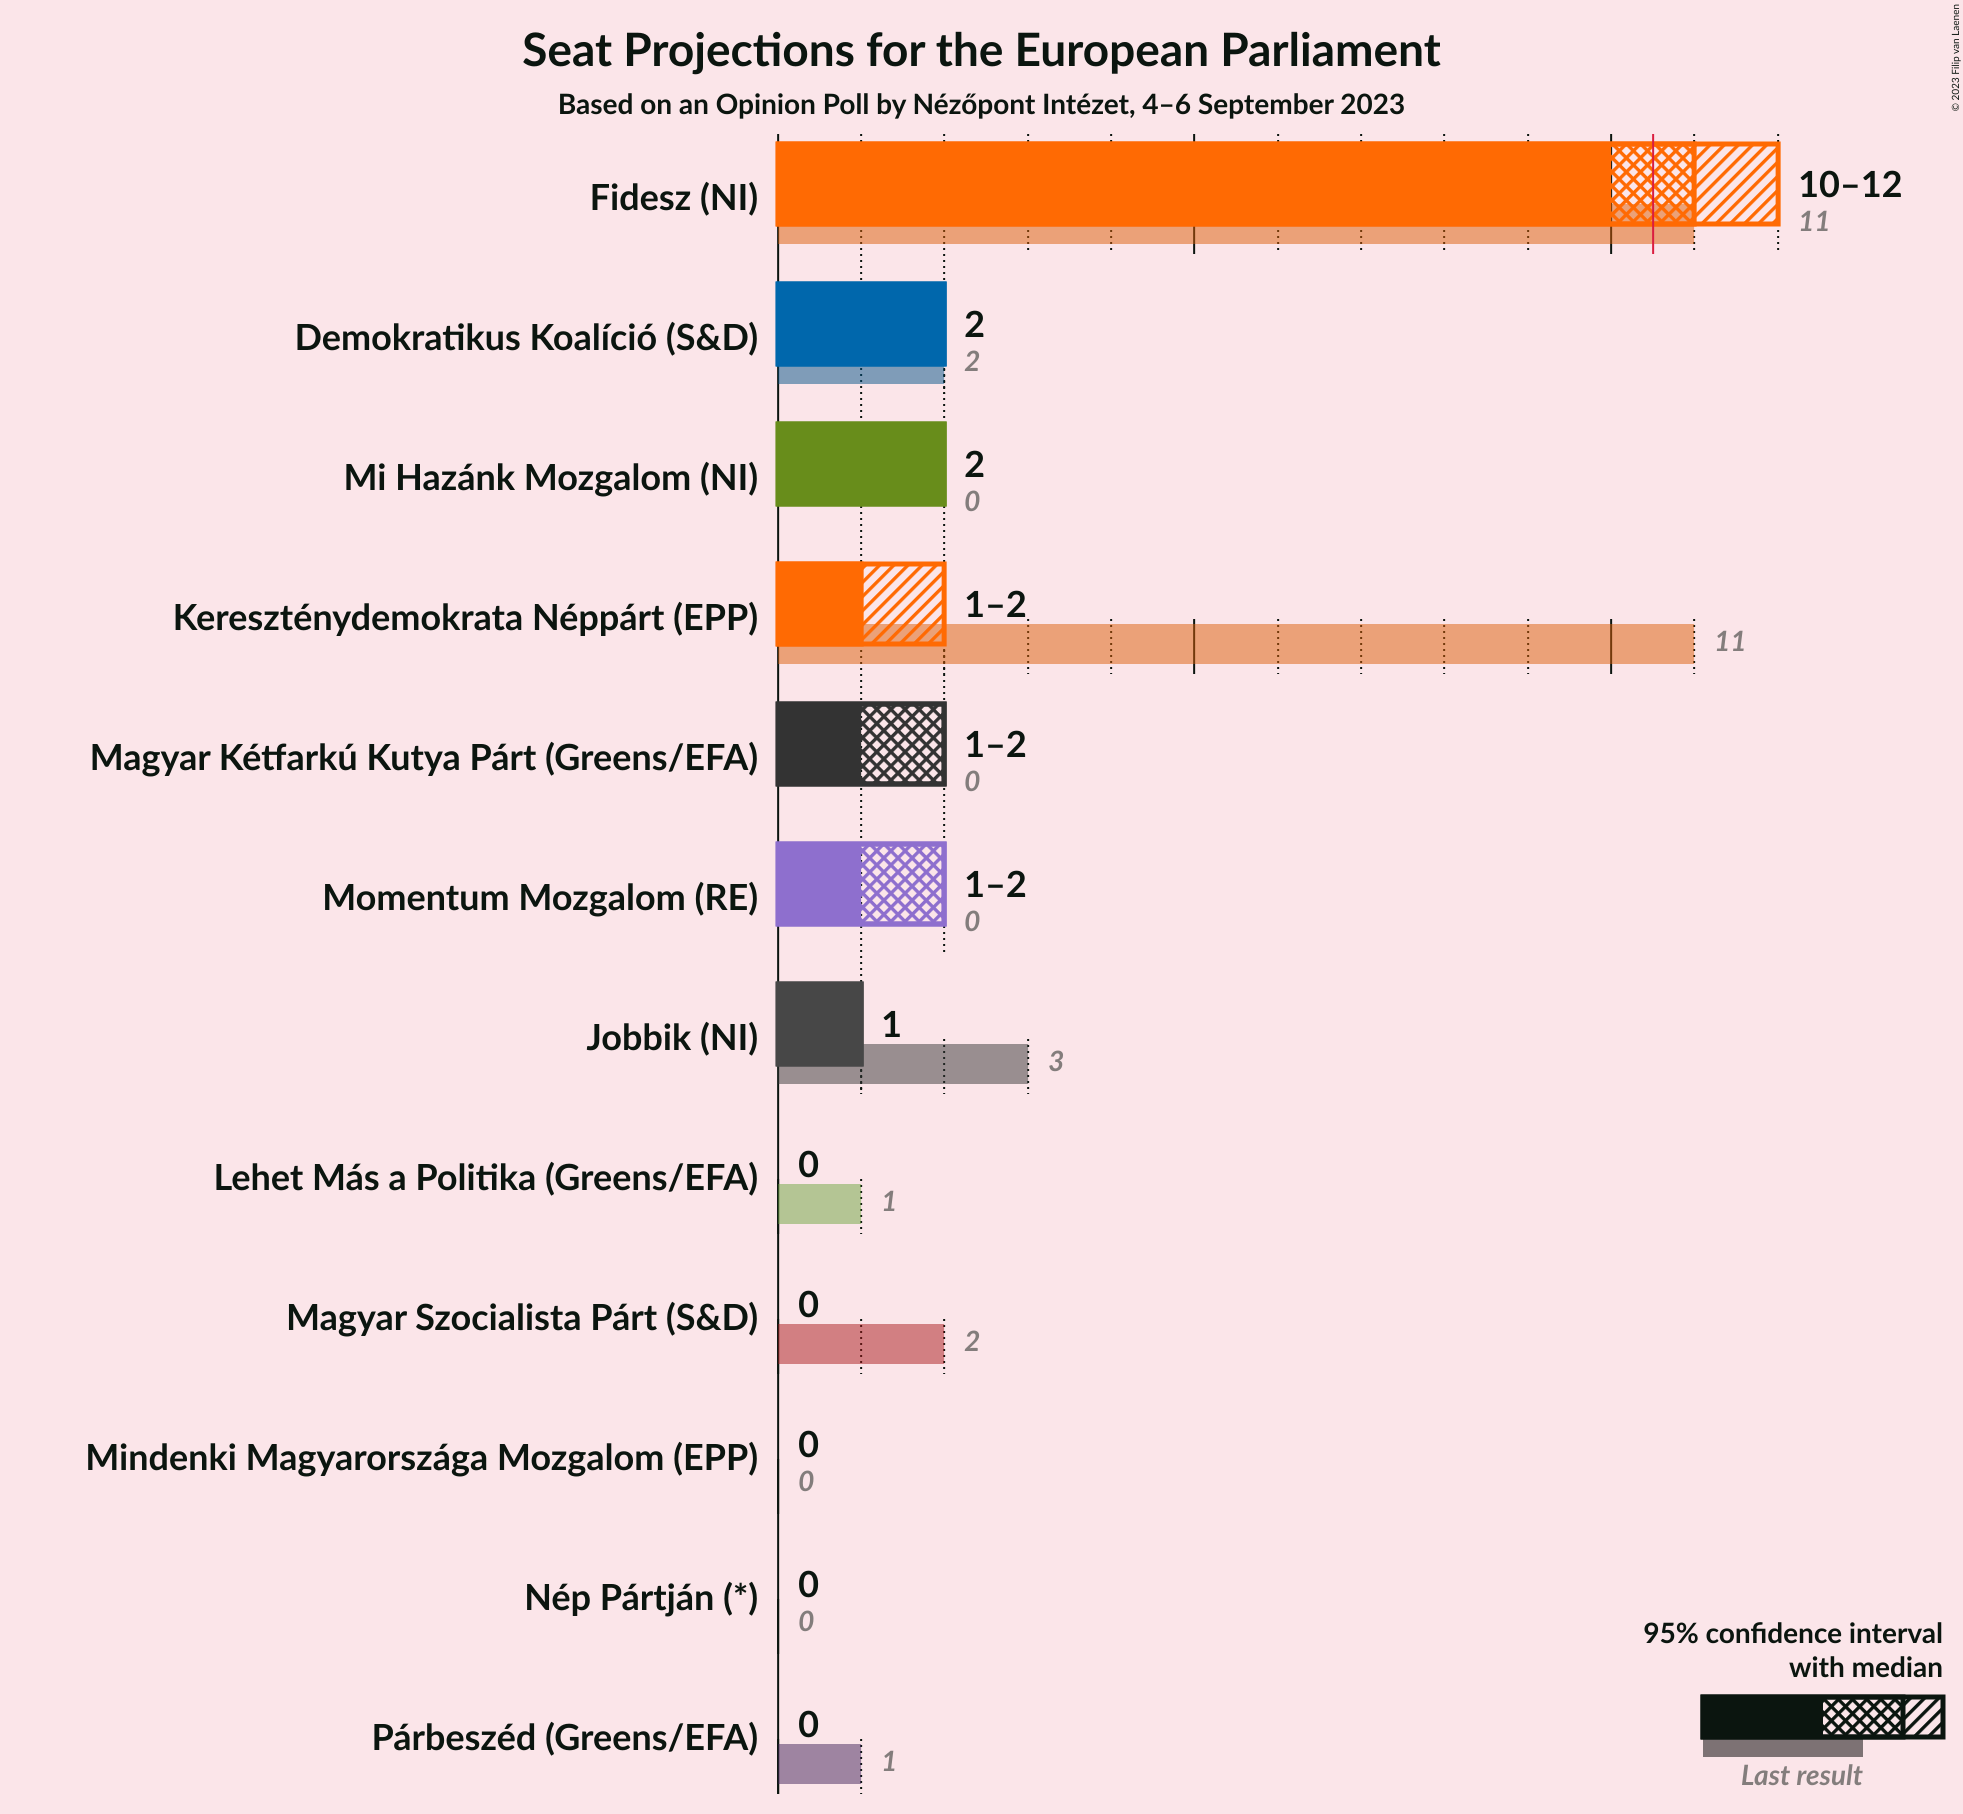 Seat Projections for the European Parliament
Based on an Opinion Poll by Nézőpont Intézet, 4–6 September 2023
© 2023 Filip van Laenen
Fidesz (NI)
10–12
11
Demokratikus Koalíció (S&D)
2
2
Mi Hazánk Mozgalom (NI)
2
0
Kereszténydemokrata Néppárt (EPP)
1–2
11
Magyar Kétfarkú Kutya Párt (Greens/EFA)
1–2
0
Momentum Mozgalom (RE)
1–2
0
Jobbik (NI)
1
3
Lehet Más a Politika (Greens/EFA)
0
1
Magyar Szocialista Párt (S&D)
0
2
Mindenki Magyarországa Mozgalom (EPP)
0
0
Nép Pártján (*)
0
0
Párbeszéd (Greens/EFA)
0
1
95% confidence interval
with median
Last result